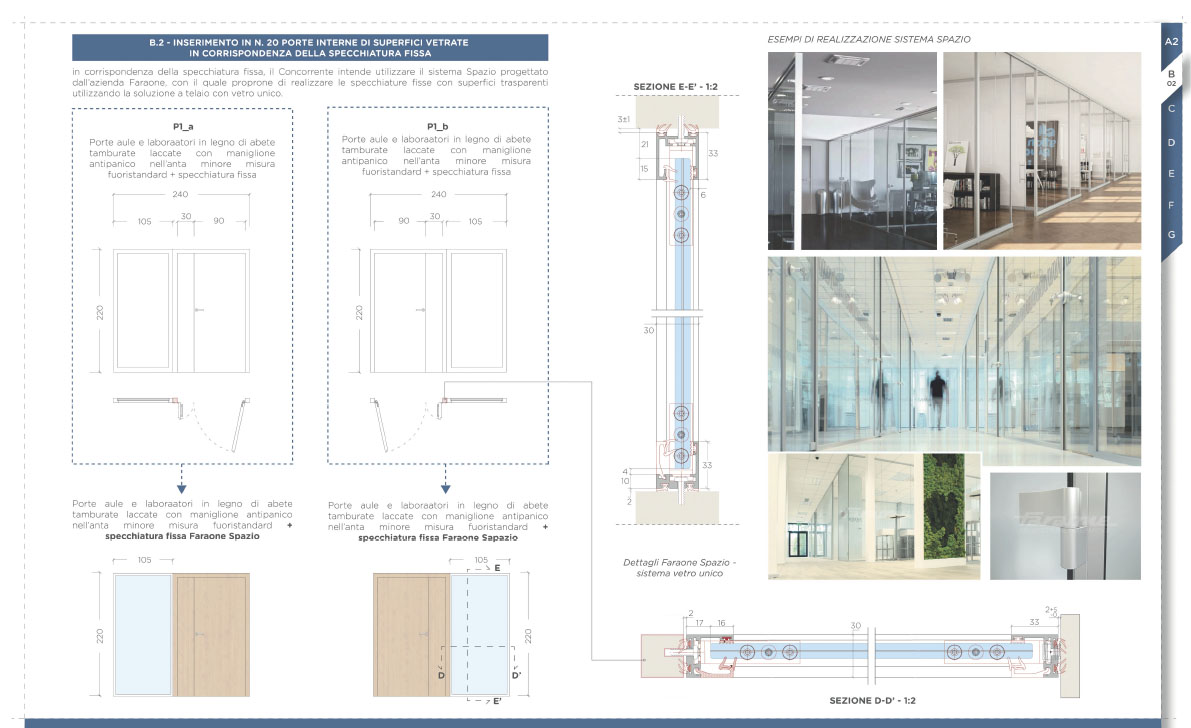 B.2 - INSERIMENTO IN N. 20 PORTE INTERNE DI SUPERFICI VETRATE
IN CORRISPONDENZA DELLA SPECCHIATURA FISSA
in corrispondenza della specchiatura fissa, il Concorrente intende utilizzare il sistema Spazio progettato
dall'azienda Faraone, con il quale proprone di realizzare le specchiature fisse con superfici trasparenti
utilizzando la soluzione a telaio con vetro unico.
P1_a
Porte aule e laboraatori in legno di abete
tamburate laccate con maniglione
antipanico nell'anta minore misura
fuoristandard + specchiatura fissa
240
105
30
90
220
P1_b
Porte aule e laboraatori in legno di abete
tamburate laccate con maniglione
antipanico nell'anta minore misura
fuoristandard + specchiatura fissa
240
90
30
105
220
Porte aule e laboraatori in legno di abete
tamburate laccate con maniglione antipanico
nell'anta minore misura fuoristandard +
specchiatura fissa Faraone Spazio
105
220
Porte aule e laboraatori in legno di abete
tamburate laccate con maniglione antipanico
nell'anta minore misura fuoristandard +
specchiatura fissa Faraone Sapazio
105
E
220
D
D'
E'
SEZIONE E-E' - 1:2
3±1
21
33
15
6
30
4
33
10
2
Dettagli Faraone Spazio -
sistema vetro unico
2
17
16
30
33
SEZIONE D-D' - 1:2
ESEMPI DI REALIZZAZIONE SISTEMA SPAZIO
Faraone
A2
B
02
C
D
E
F
G